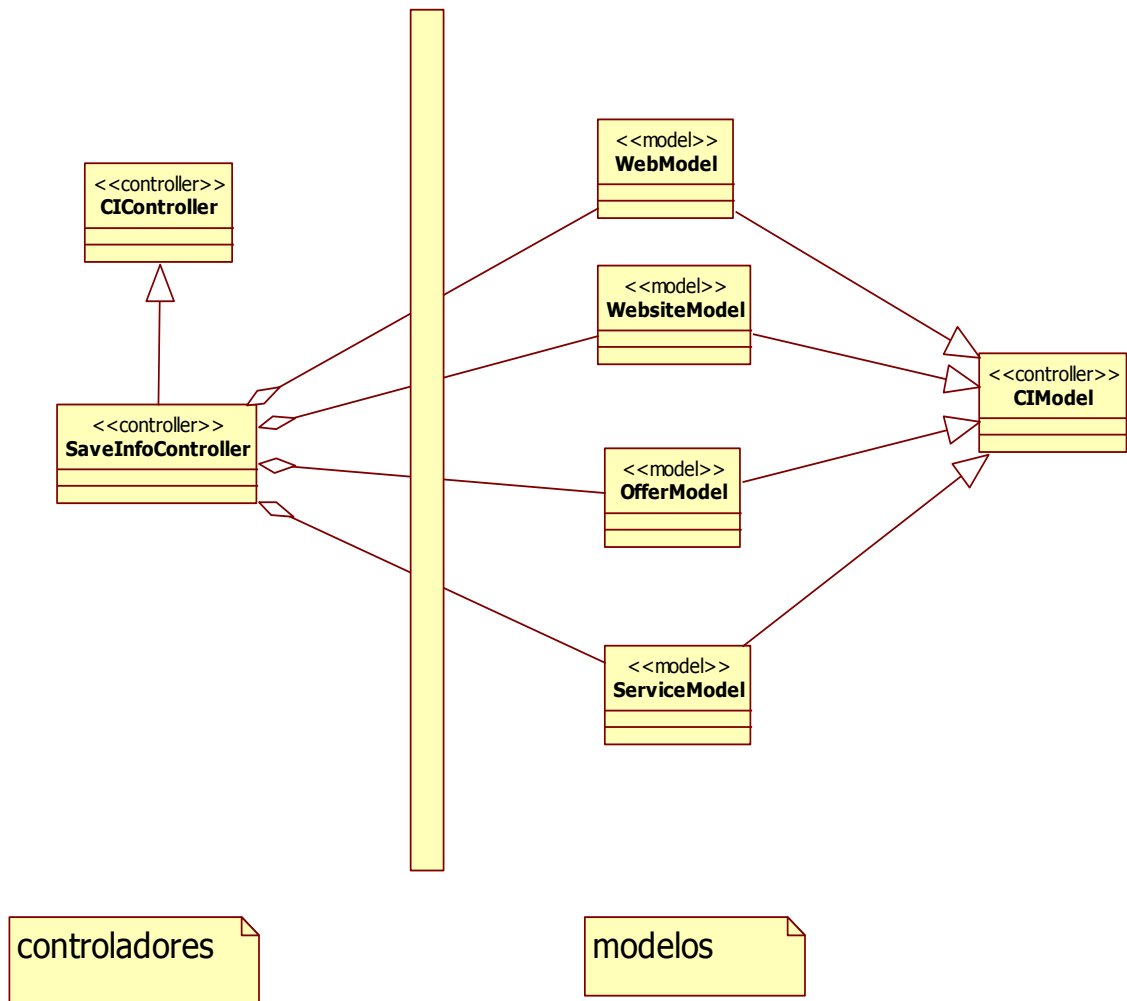 <<controller>>
CIController
<<controller>>
SaveInfoController
<<model>>
WebModel
<<model>>
WebsiteModel
<<model>>
OfferModel
<<model>>
ServiceModel
<<controller>>
CIModel
controladores
modelos